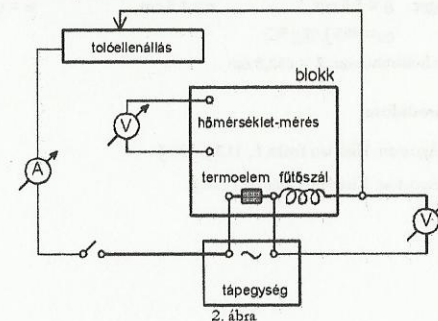 tolóellenállás
blokk
V
hőmérséklet-mérés
A
termoelem fűtőszál
V
~
tápegység
2. ábra